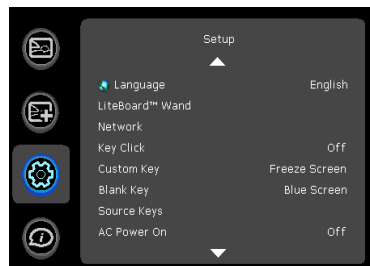 Setup
Language English
LiteBoard™ Wand
Network
Key Click Off
Custom Key Freeze Screen
Blank Key Blue Screen
Source Keys
AC Power On Off